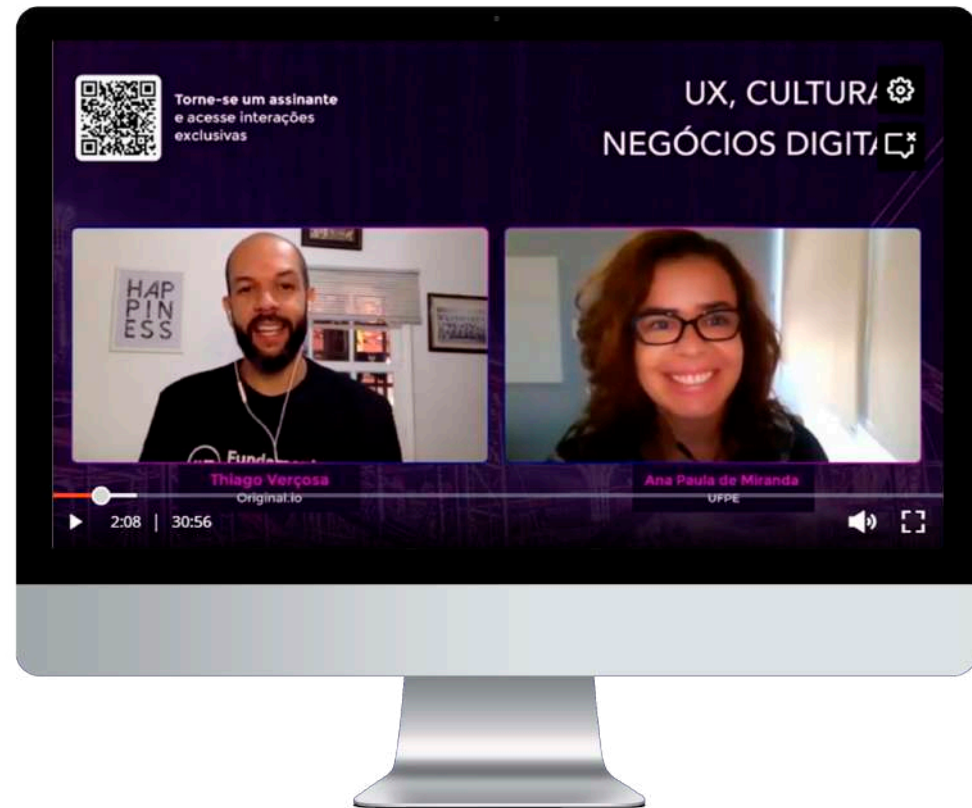 Torne-se um assinante
e acesse interações
exclusivas
UX, CULTURA
NEGÓCIOS DIGITA
HAP
PIN
ESS
Thiago Verçosa
Original.io
Ana Paula de Miranda
UFPE
2:08 | 30:56